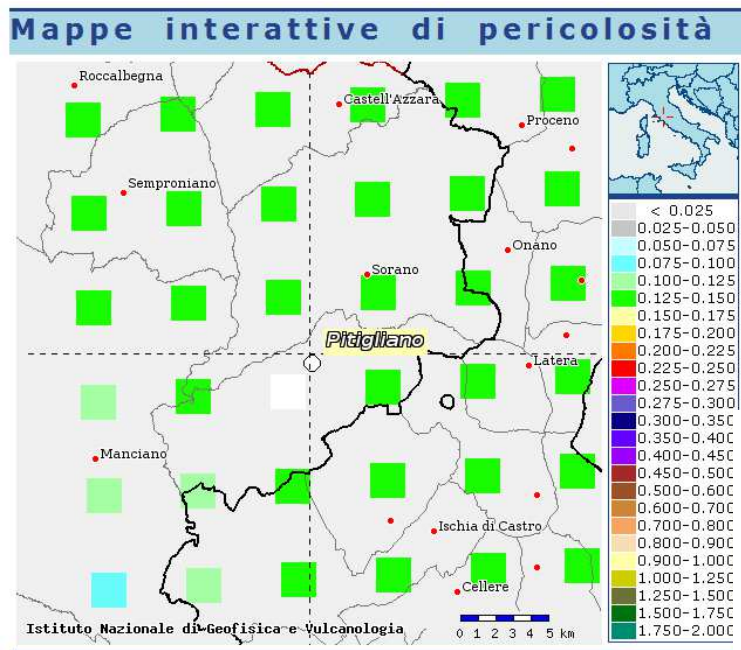 Mappe interattive di pericolosità
Roccalbegna
Castell'Azzara
Proceno
Semproniano
Onano
Sorano
Pitigliano
Latera
Manciano
Ischia di Castro
Cellere
Istituto Nazionale di Geofisica e Vulcanologia
0 1 2 3 4 5 km
< 0.025
0.025-0.050
0.050-0.075
0.075-0.100
0.100-0.125
0.125-0.150
0.150-0.175
0.175-0.200
0.200-0.225
0.225-0.250
0.250-0.275
0.275-0.300
0.300-0.350
0.350-0.400
0.400-0.450
0.450-0.500
0.500-0.600
0.600-0.700
0.700-0.800
0.800-0.900
0.900-1.000
1.000-1.250
1.250-1.500
1.500-1.750
1.750-2.000